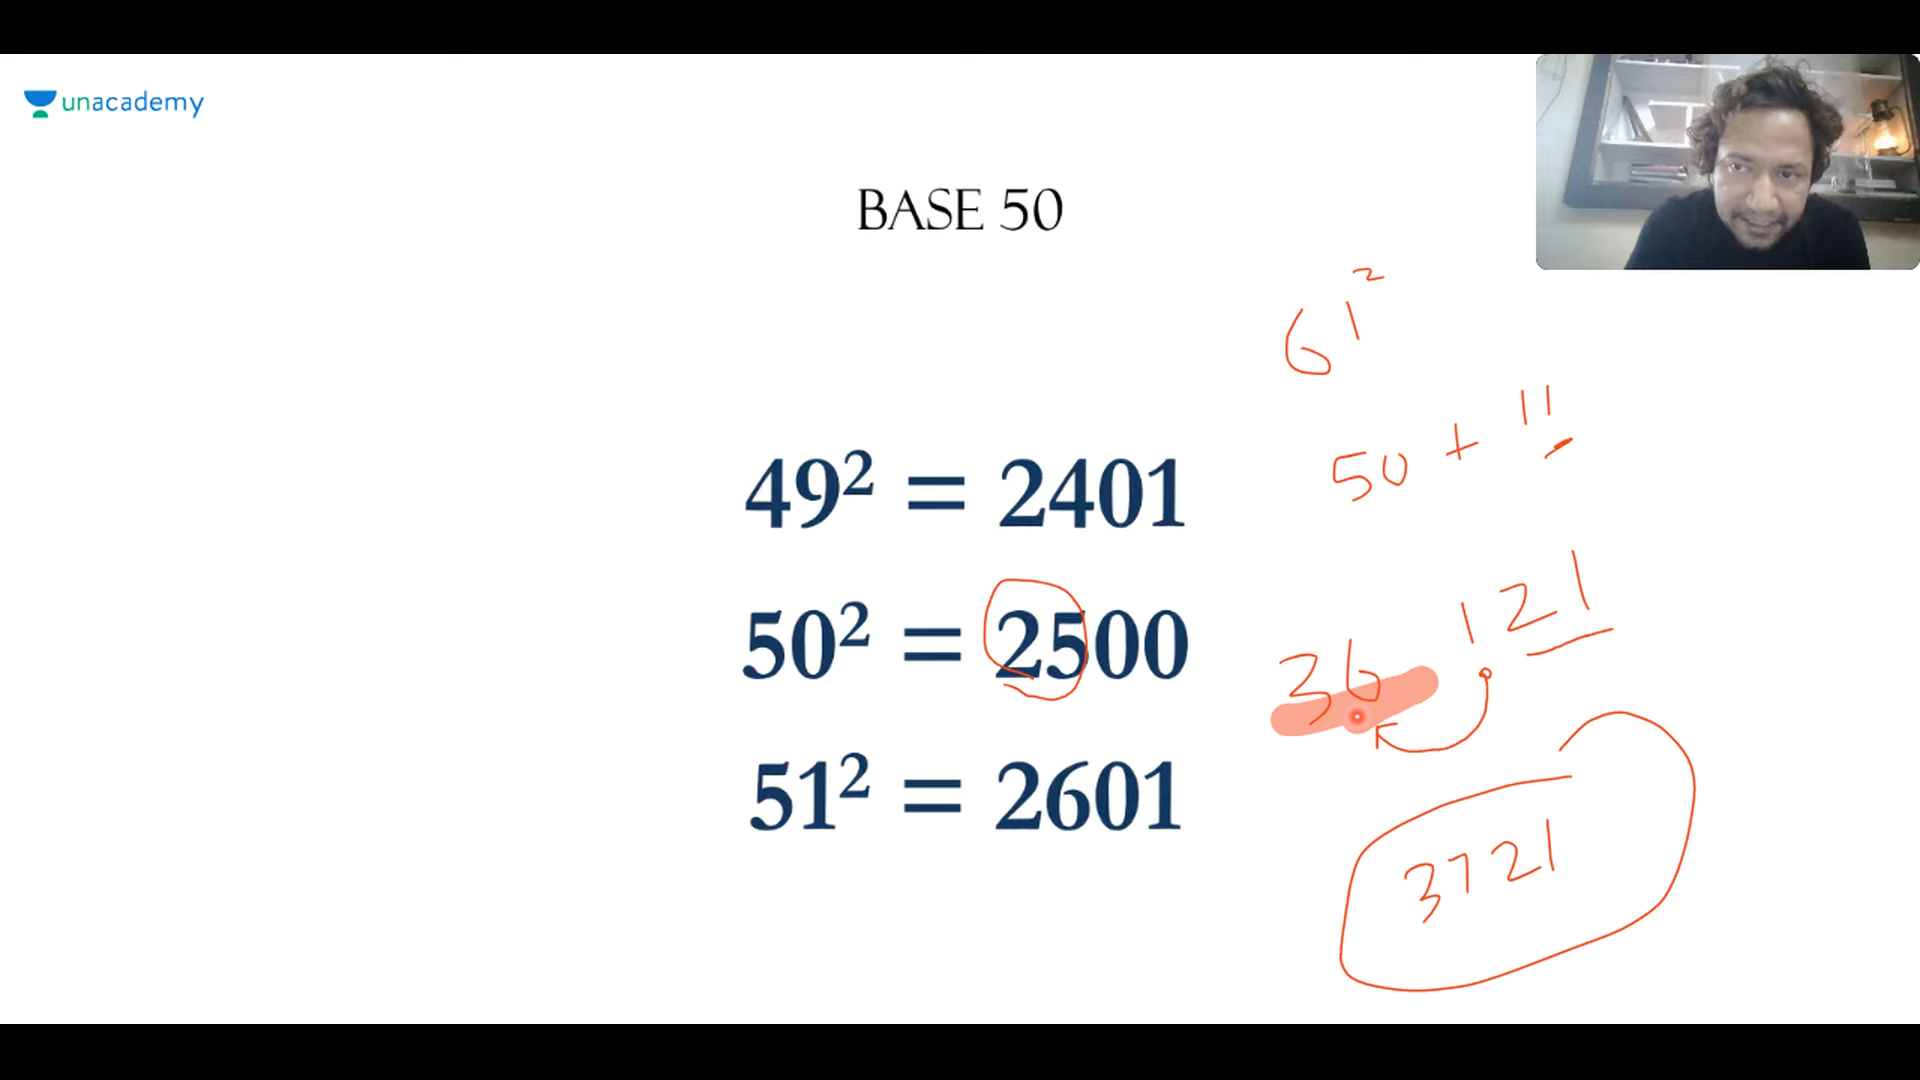 unacademy
BASE 50
61²
50 + 11
49² = 2401
50² = 2500
36 121
51² = 2601
3721